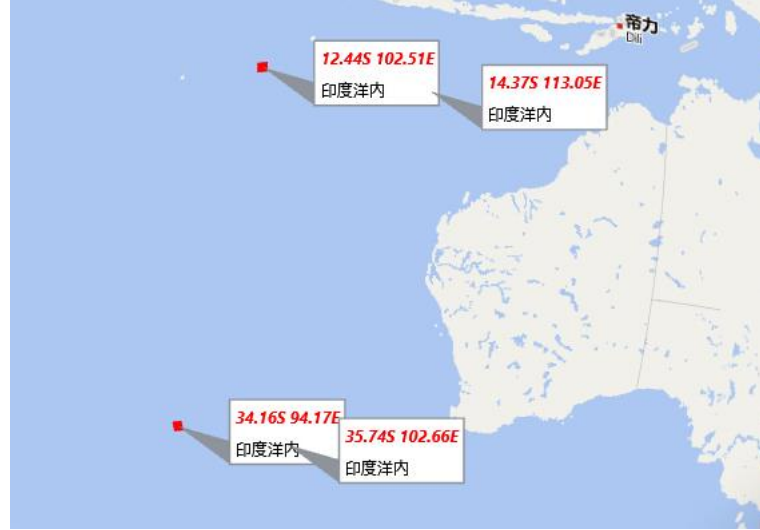 帝力
Dili
12.44S 102.51E
印度洋内
14.37S 113.05E
印度洋内
34.16S 94.17E
印度洋内
35.74S 102.66E
印度洋内